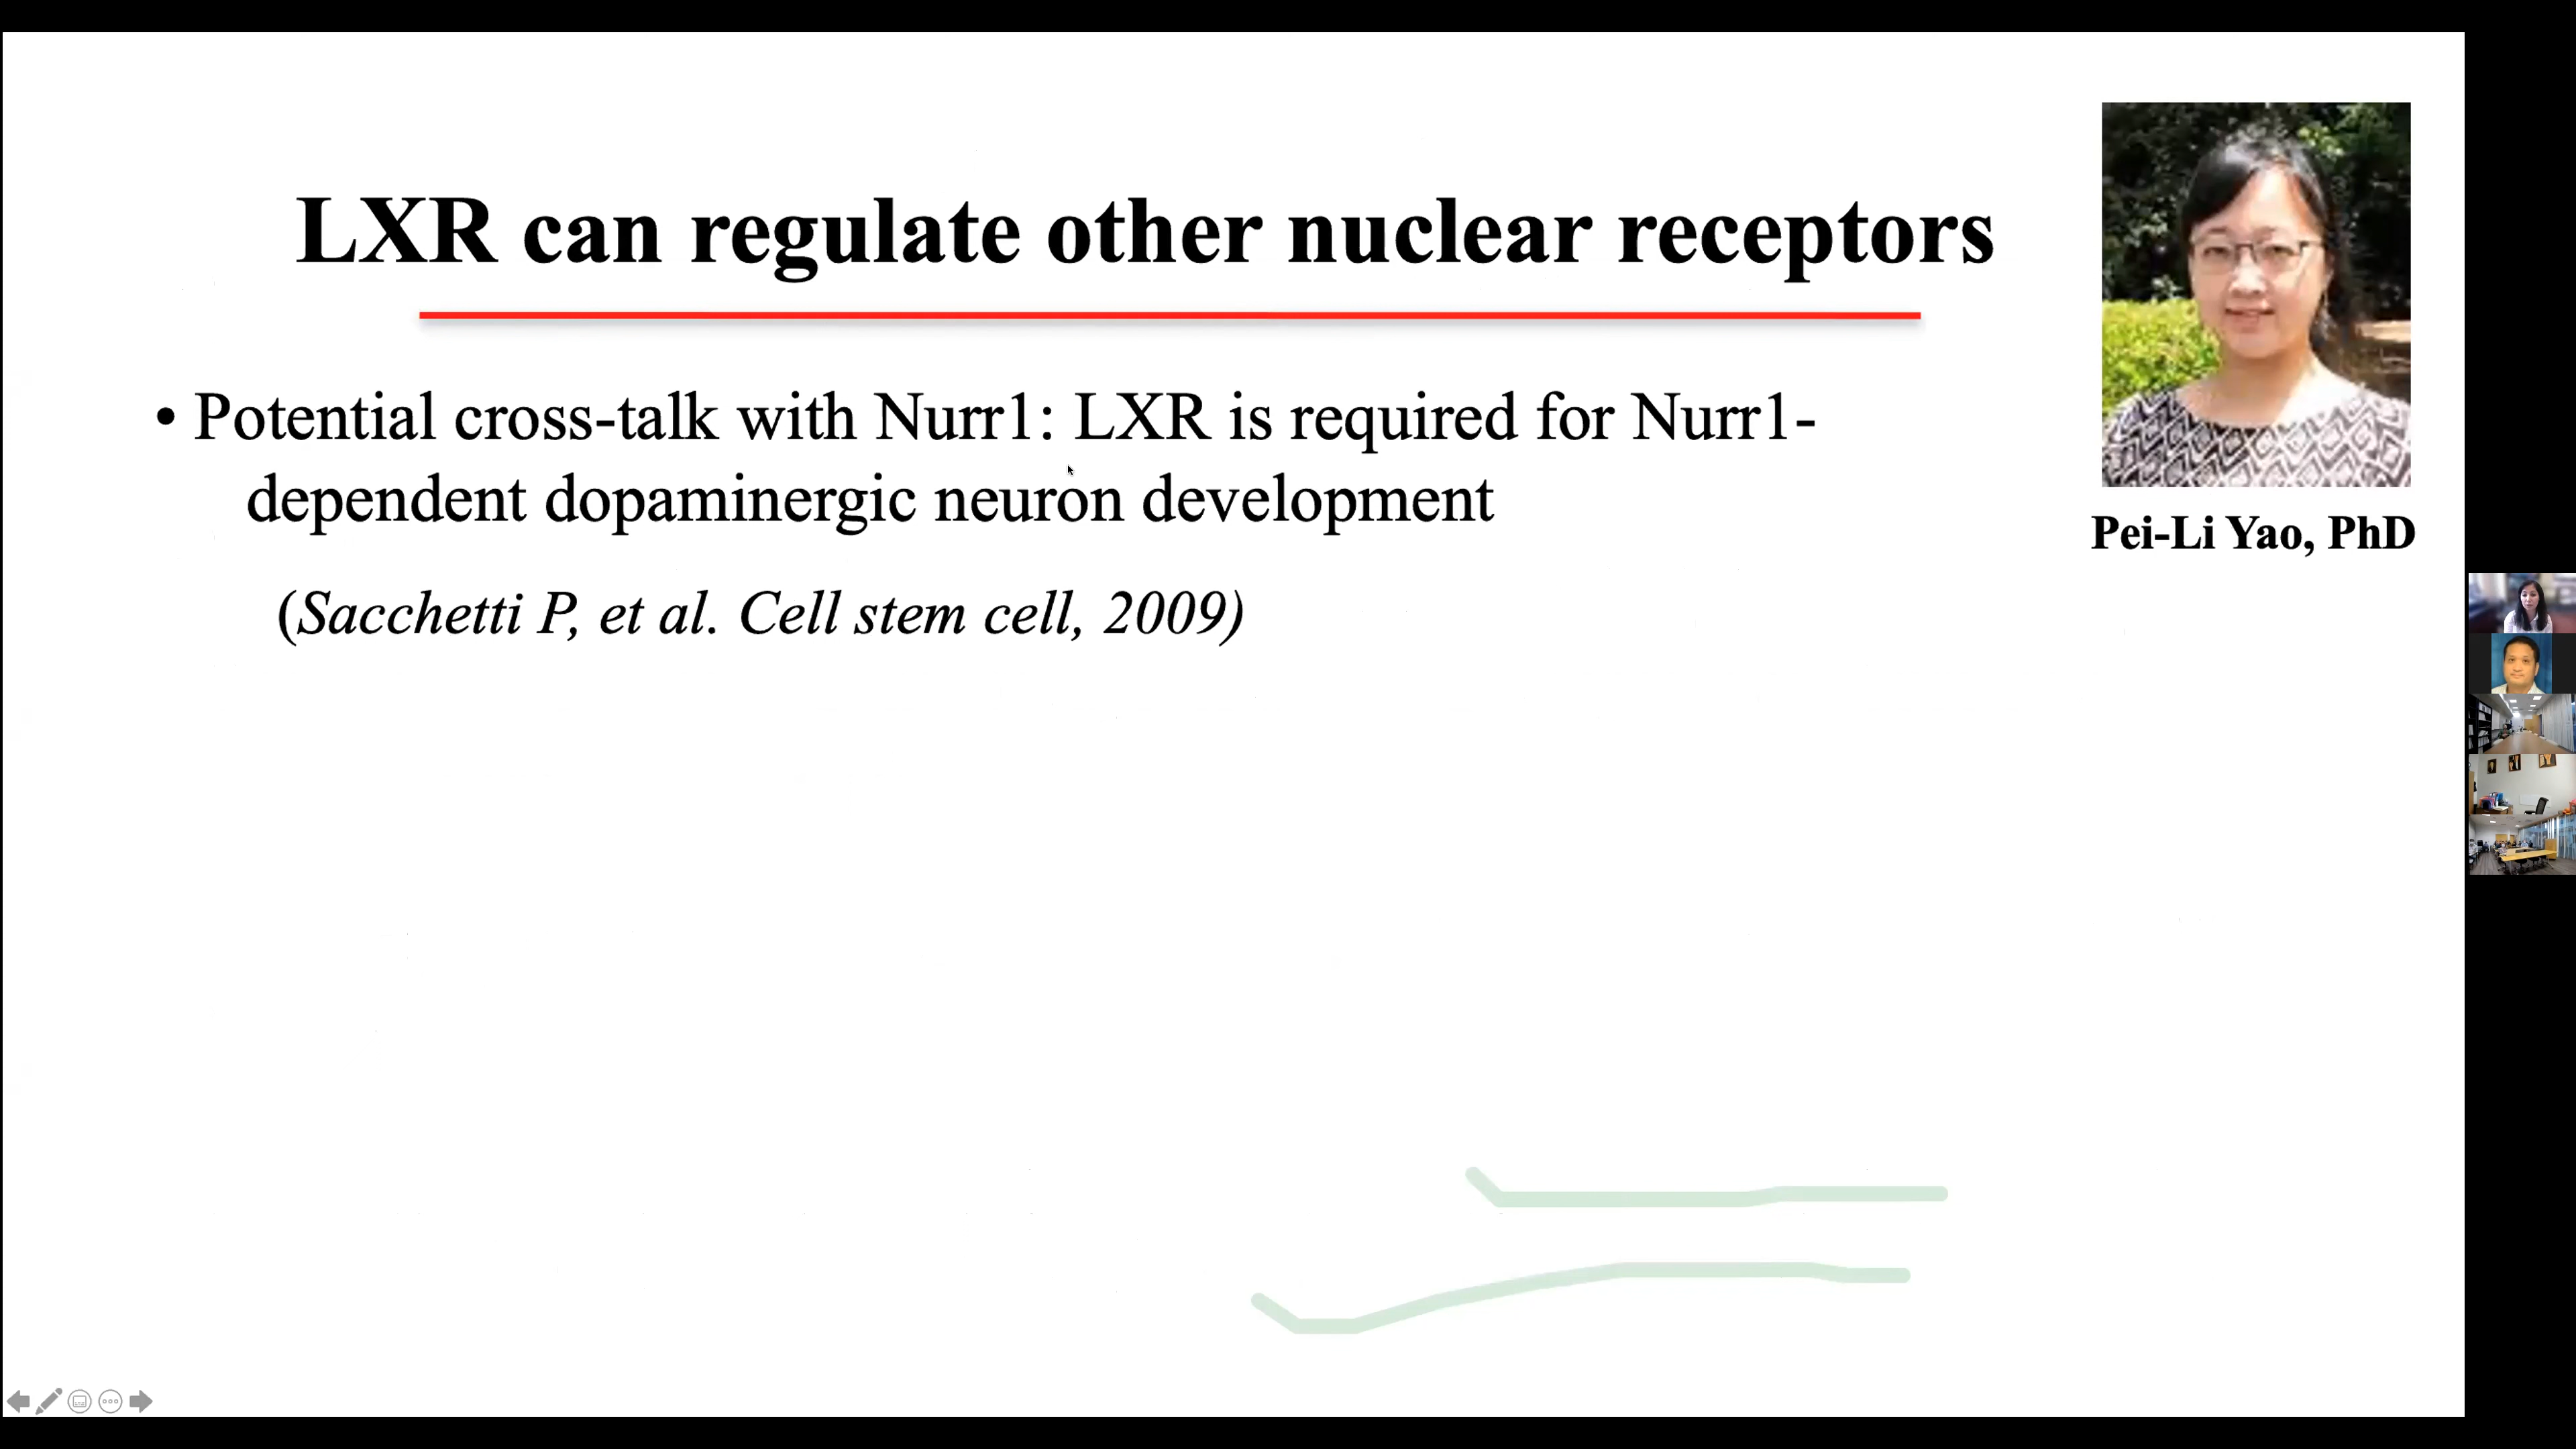 LXR can regulate other nuclear receptors
• Potential cross-talk with Nurr1: LXR is required for Nurr1-
dependent dopaminergic neuron development
Pei-Li Yao, PhD
(Sacchetti P, et al. Cell stem cell, 2009)